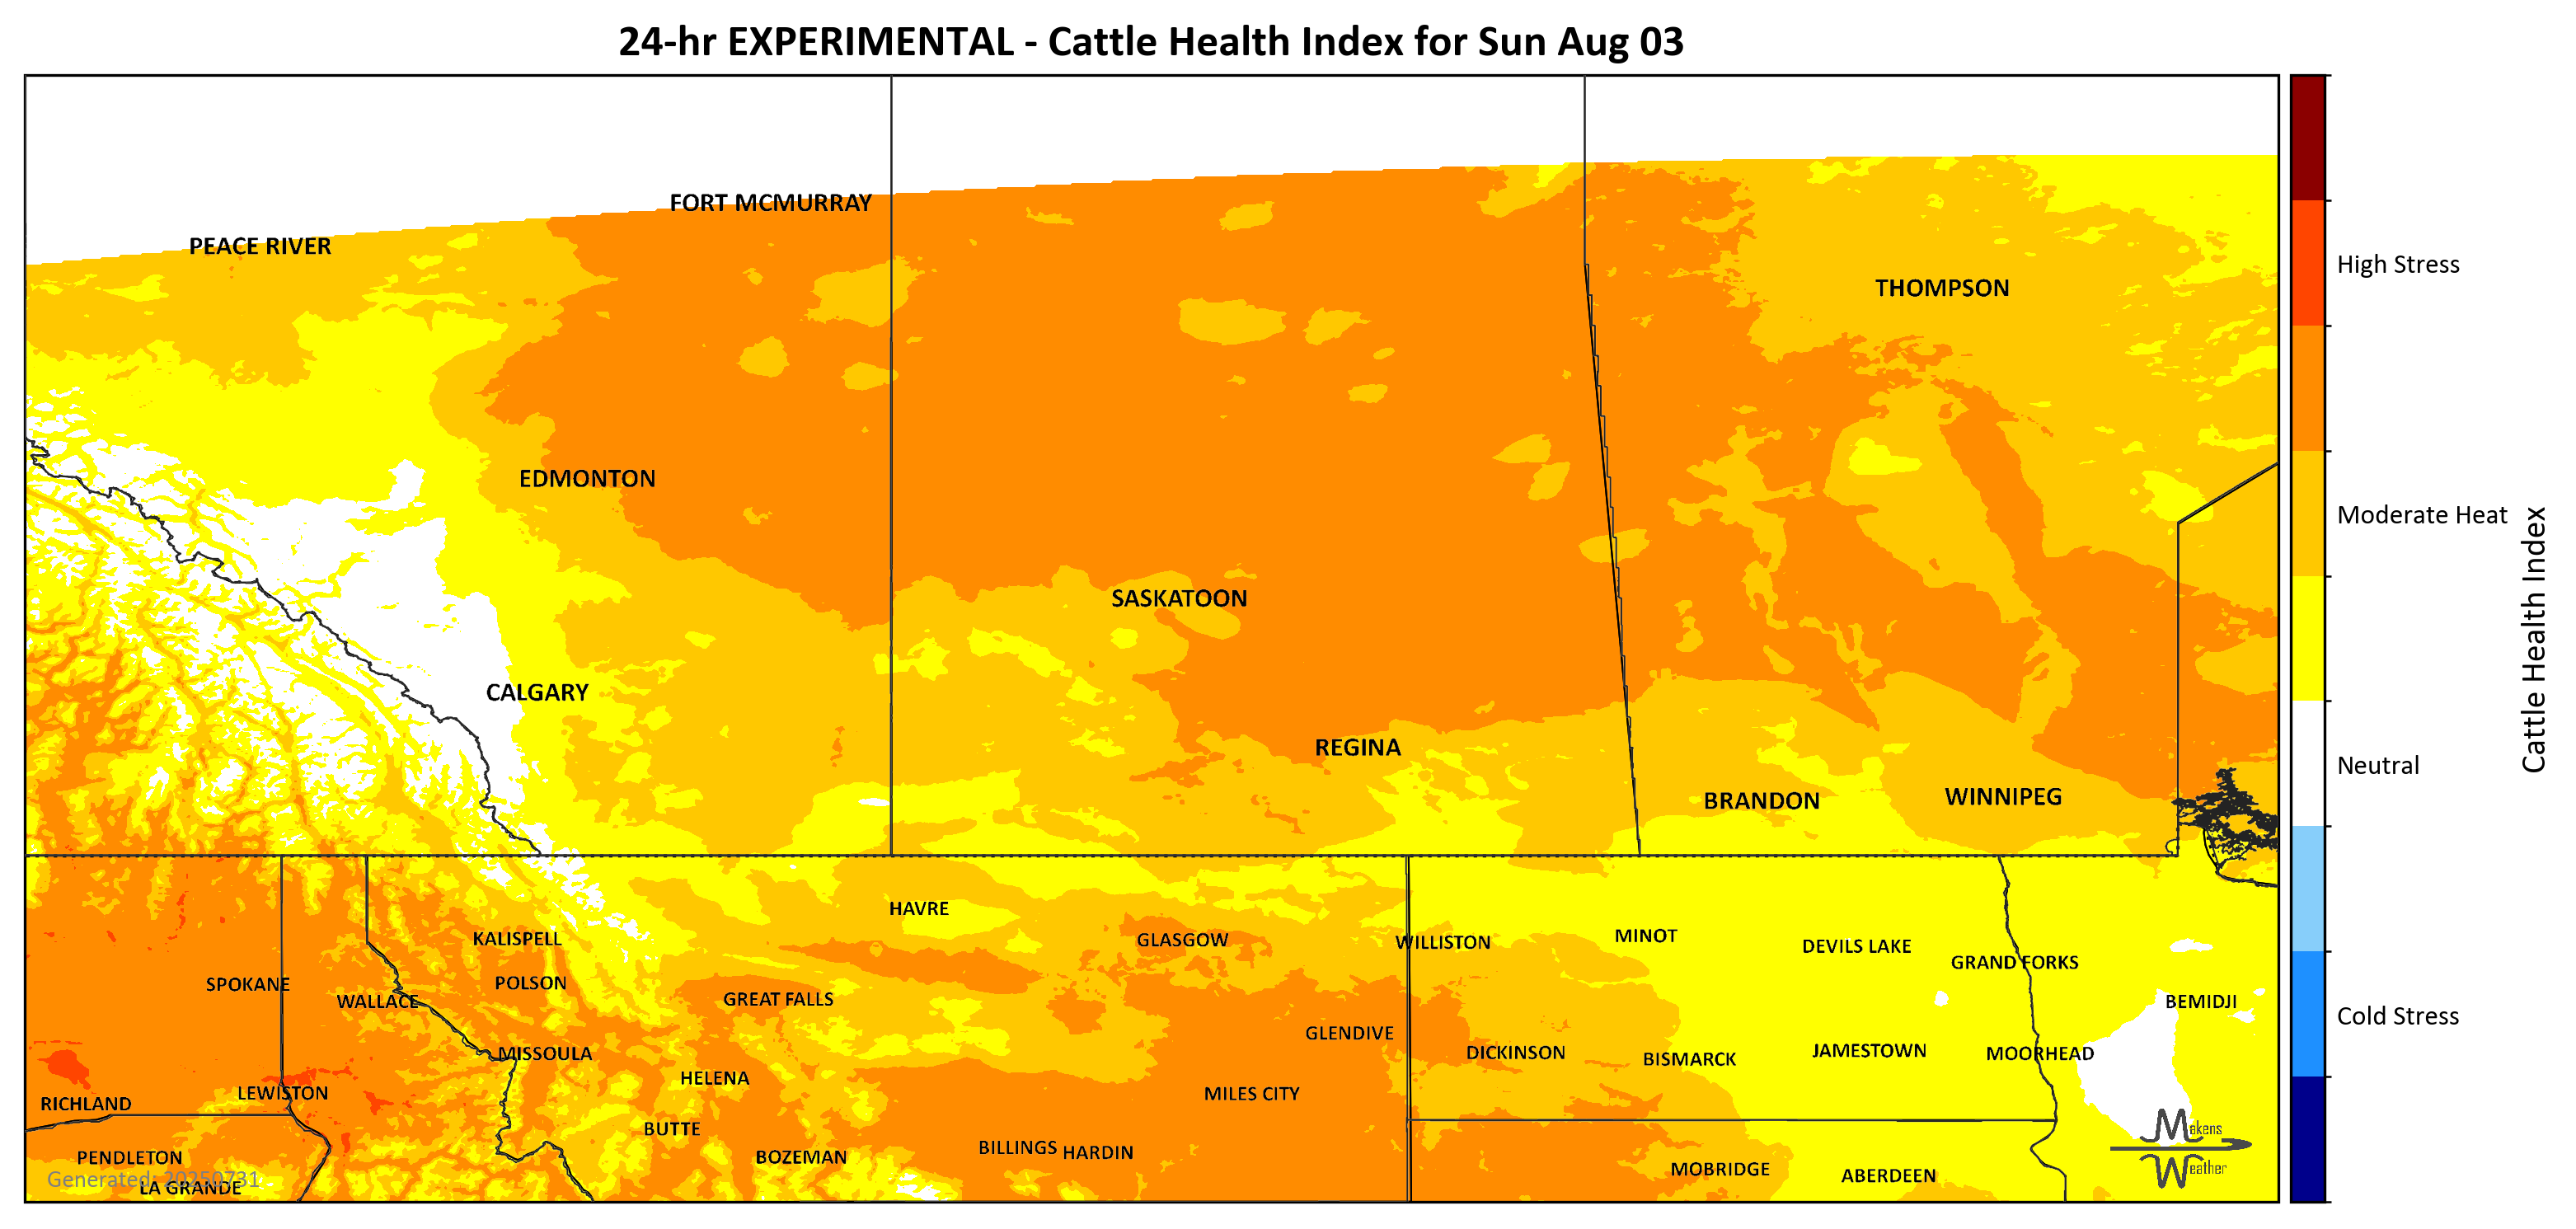 24-hr EXPERIMENTAL - Cattle Health Index for Sun Aug 03
FORT MCMURRAY
PEACE RIVER
THOMPSON
High Stress
EDMONTON
Moderate Heat
SASKATOON
CALGARY
REGINA
Cattle Health Index
Neutral
BRANDON
WINNIPEG
HAVRE
KALISPELL
GLASGOW
WILLISTON
MINOT
DEVILS LAKE
GRAND FORKS
SPOKANE
POLSON
WALLACE
GREAT FALLS
BEMIDJI
Cold Stress
GLENDIVE
MISSOULA
DICKINSON
BISMARCK
JAMESTOWN
MOORHEAD
HELENA
LEWISTON
MILES CITY
RICHLAND
BUTTE
Makens
Weather
BILLINGS
HARDIN
PENDLETON
BOZEMAN
MOBRIDGE
ABERDEEN
Generated: 20250731
LA GRANDE